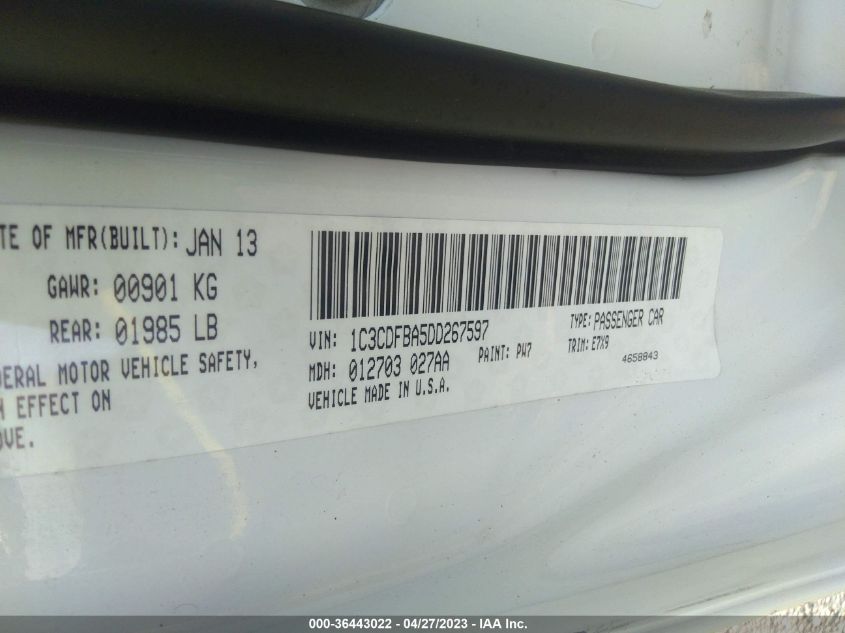 TE OF MFR(BUILT): JAN 13
GAWR: 00901 KG
REAR: 01985 LB
DERAL MOTOR VEHICLE SAFETY,
EFFECT ON
OVE.
VIN: 1C3CDFBA5DD267597
TYPE: PASSENGER CAR
MDH: 012703 027AA
PAINT: PW7
TRIM: E7X9
4658843
VEHICLE MADE IN U.S.A.
000-36443022 - 04/27/2023 - IAA Inc.